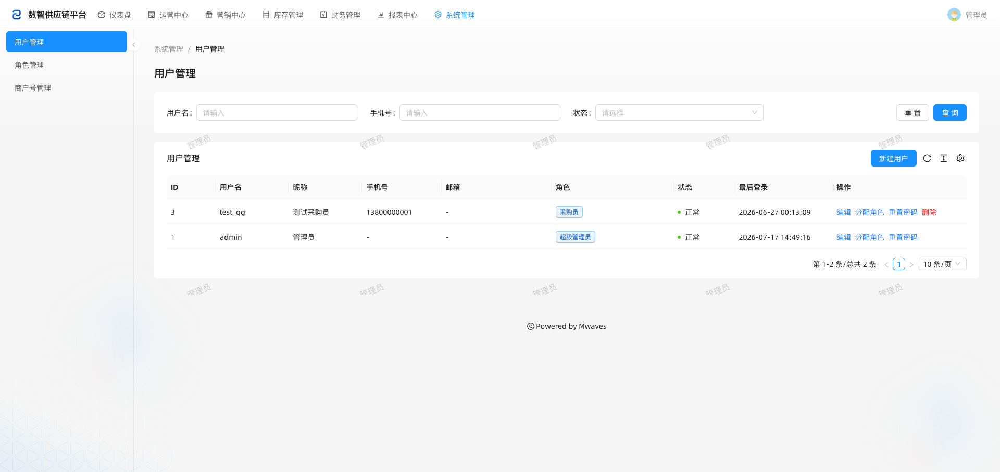 数智供应链平台 仪表盘 运营中心 营销中心 库存管理 财务管理 报表中心 系统管理 管理员
用户管理
角色管理
商户号管理
系统管理 / 用户管理
用户管理
用户名： 请输入 手机号： 请输入 状态： 请选择 重 置 查 询
管理员 管理员 管理员 管理员 管理员
用户管理 新建用户
ID 用户名 昵称 手机号 邮箱 角色 状态 最后登录 操作
3 test_qg 测试采购员 13800000001 - 采购员 正常 2026-06-27 00:13:09 编辑 分配角色 重置密码 删除
1 admin 管理员 - - 超级管理员 正常 2026-07-17 14:49:16 编辑 分配角色 重置密码
第 1-2 条/总共 2 条 < 1 > 10 条/页
管理员 管理员 管理员 管理员 管理员
© Powered by Mwaves